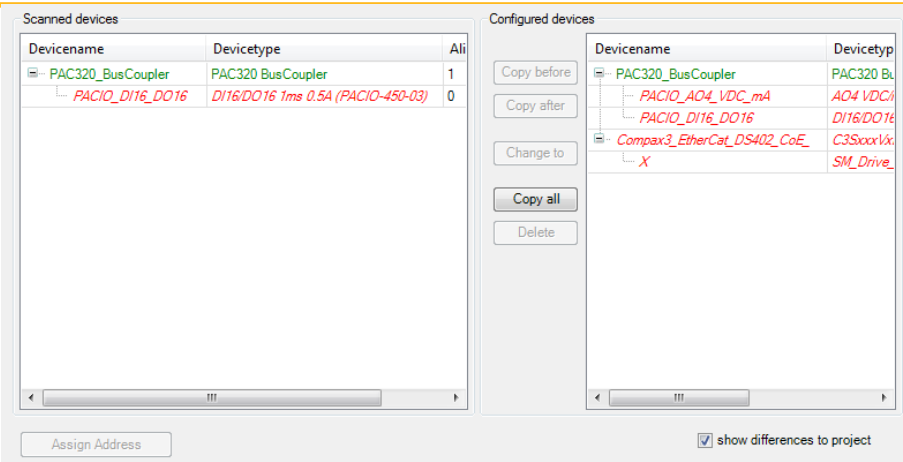 Scanned devices
Devicename Devicetype Ali
PAC320_BusCoupler PAC320 BusCoupler 1
PACIO_DI16_DO16 DI16/DO16 1ms 0.5A (PACIO-450-03) 0
Copy before
Copy after
Change to
Copy all
Delete
Configured devices
Devicename Devicetyp
PAC320_BusCoupler PAC320 Bu
PACIO_AO4_VDC_mA AO4 VDC/
PACIO_DI16_DO16 DI16/DO16
Compax3_EtherCat_DS402_CoE_ C3SxxxVx
X SM_Drive_
Assign Address
show differences to project